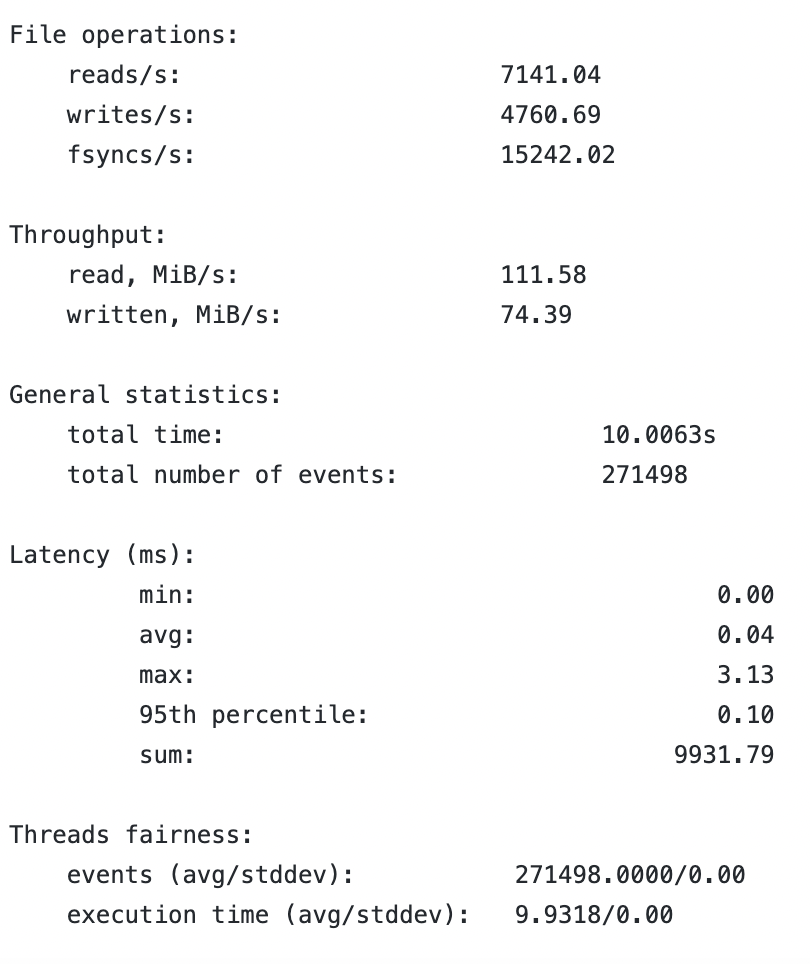 File operations:
reads/s: 7141.04
writes/s: 4760.69
fsyncs/s: 15242.02
Throughput:
read, MiB/s: 111.58
written, MiB/s: 74.39
General statistics:
total time: 10.0063s
total number of events: 271498
Latency (ms):
min: 0.00
avg: 0.04
max: 3.13
95th percentile: 0.10
sum: 9931.79
Threads fairness:
events (avg/stddev): 271498.0000/0.00
execution time (avg/stddev): 9.9318/0.00